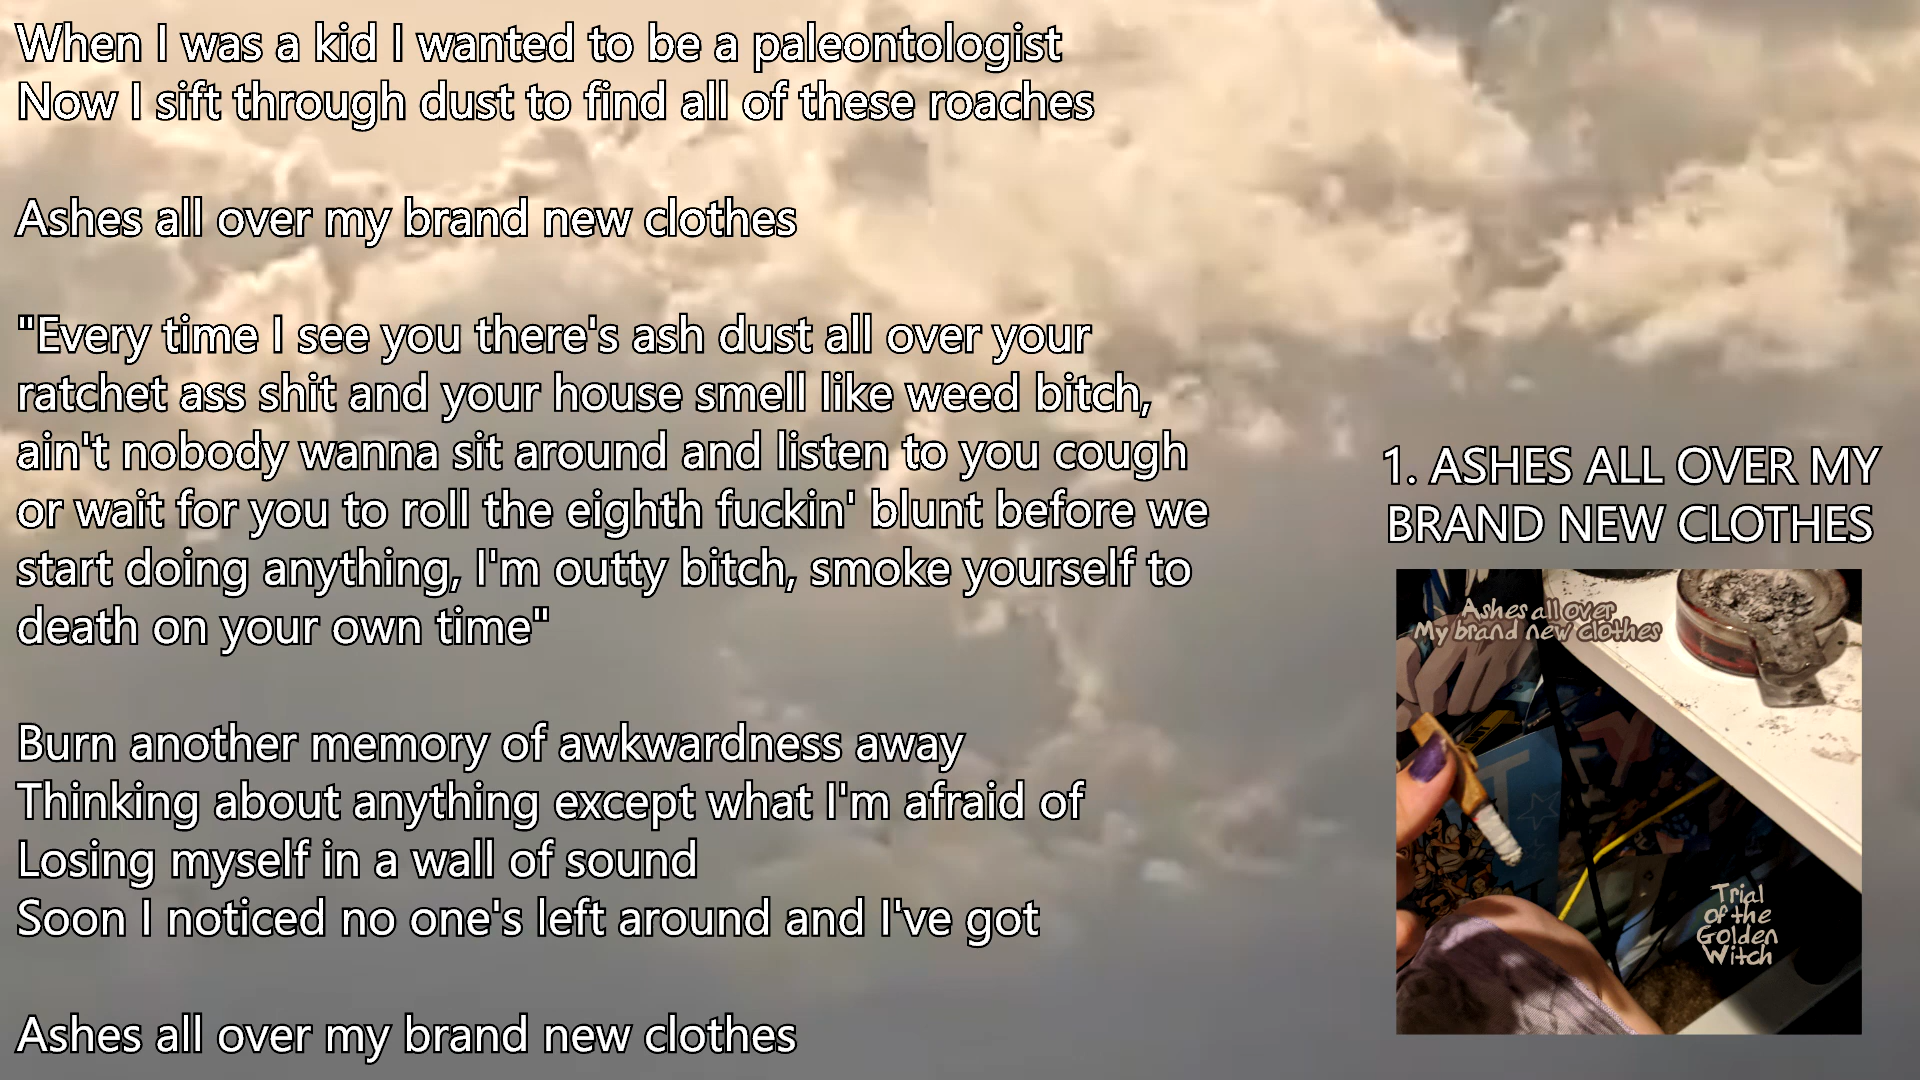 When I was a kid I wanted to be a paleontologist
Now I sift through dust to find all of these roaches
Ashes all over my brand new clothes
"Every time I see you there's ash dust all over your
ratchet ass shit and your house smell like weed bitch,
ain't nobody wanna sit around and listen to you cough
or wait for you to roll the eighth fuckin' blunt before we
start doing anything, I'm outty bitch, smoke yourself to
death on your own time"
Burn another memory of awkwardness away
Thinking about anything except what I'm afraid of
Losing myself in a wall of sound
Soon I noticed no one's left around and I've got
Ashes all over my brand new clothes
1. ASHES ALL OVER MY
BRAND NEW CLOTHES
Ashes all over
My brand new clothes
Trial
of the
Golden
Witch